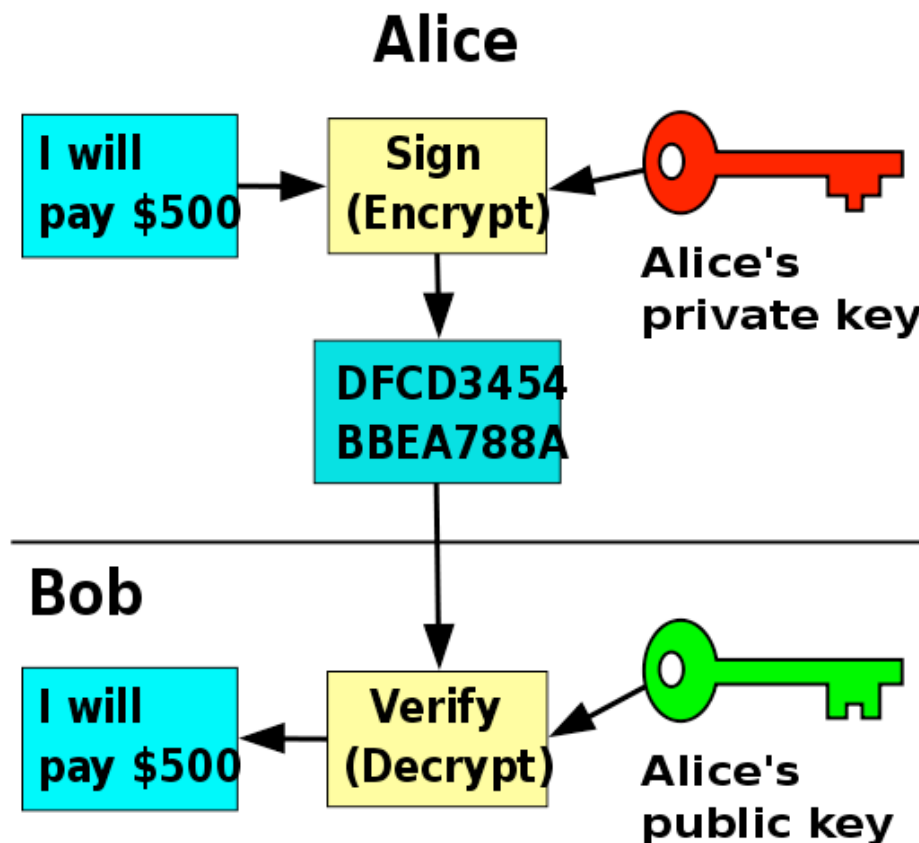 Alice
I will
pay $500
Sign
(Encrypt)
Alice's
private key
DFCD3454
BBEA788A
Bob
I will
pay $500
Verify
(Decrypt)
Alice's
public key